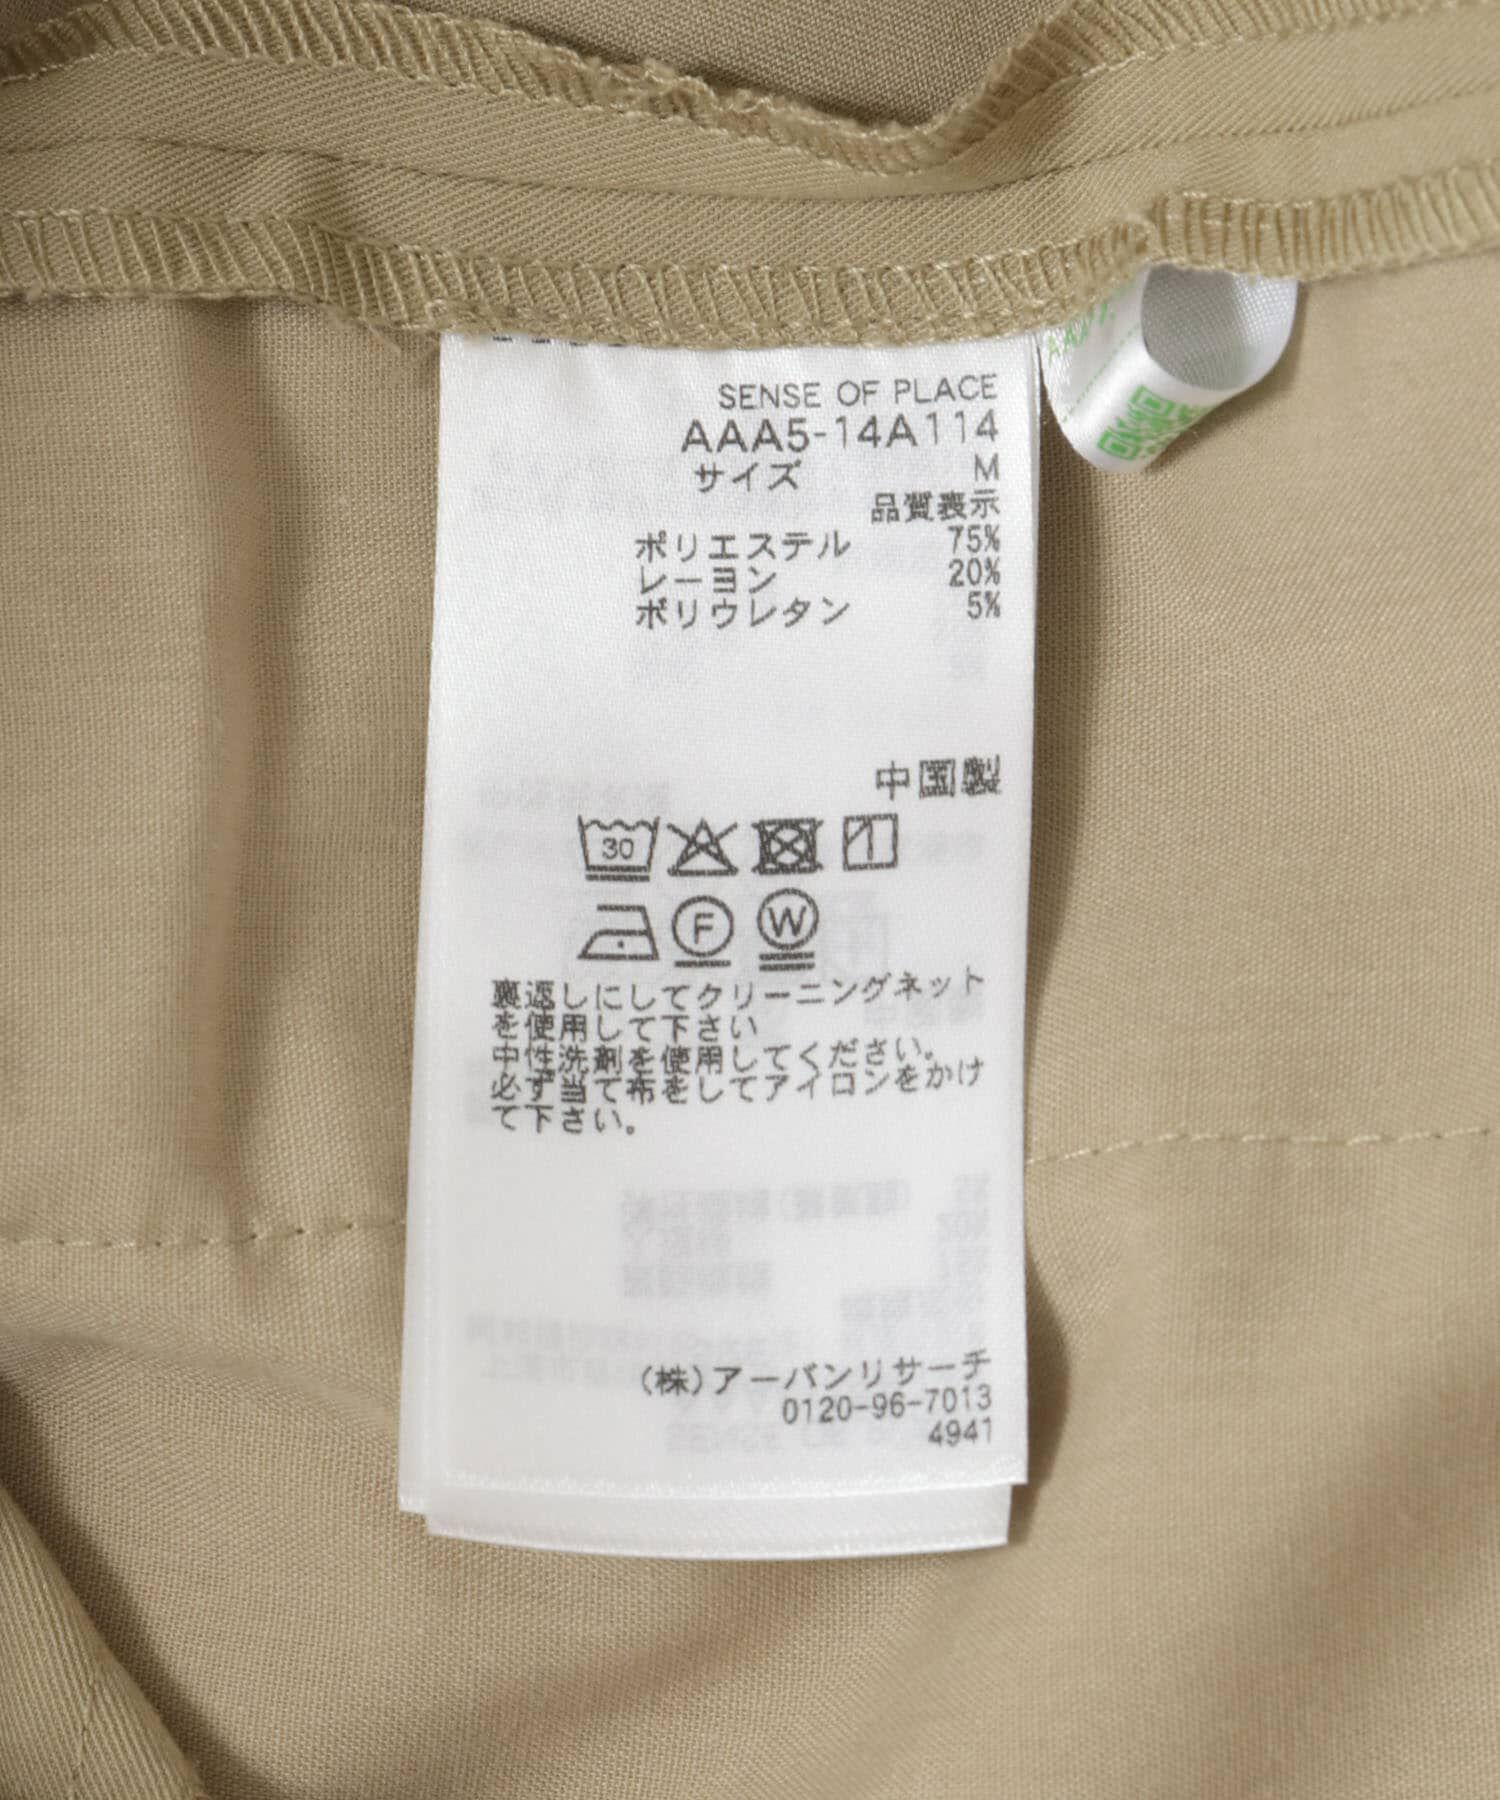 SENSE OF PLACE
AAA5-14A114
サイズ M
品質表示
ポリエステル 75%
レーヨン 20%
ポリウレタン 5%
中国製
30
F W
裏返しにしてクリーニングネット
を使用して下さい
中性洗剤を使用してください。
必ず当て布をしてアイロンをかけ
て下さい。
(株)アーバンリサーチ
0120-96-7013
4941